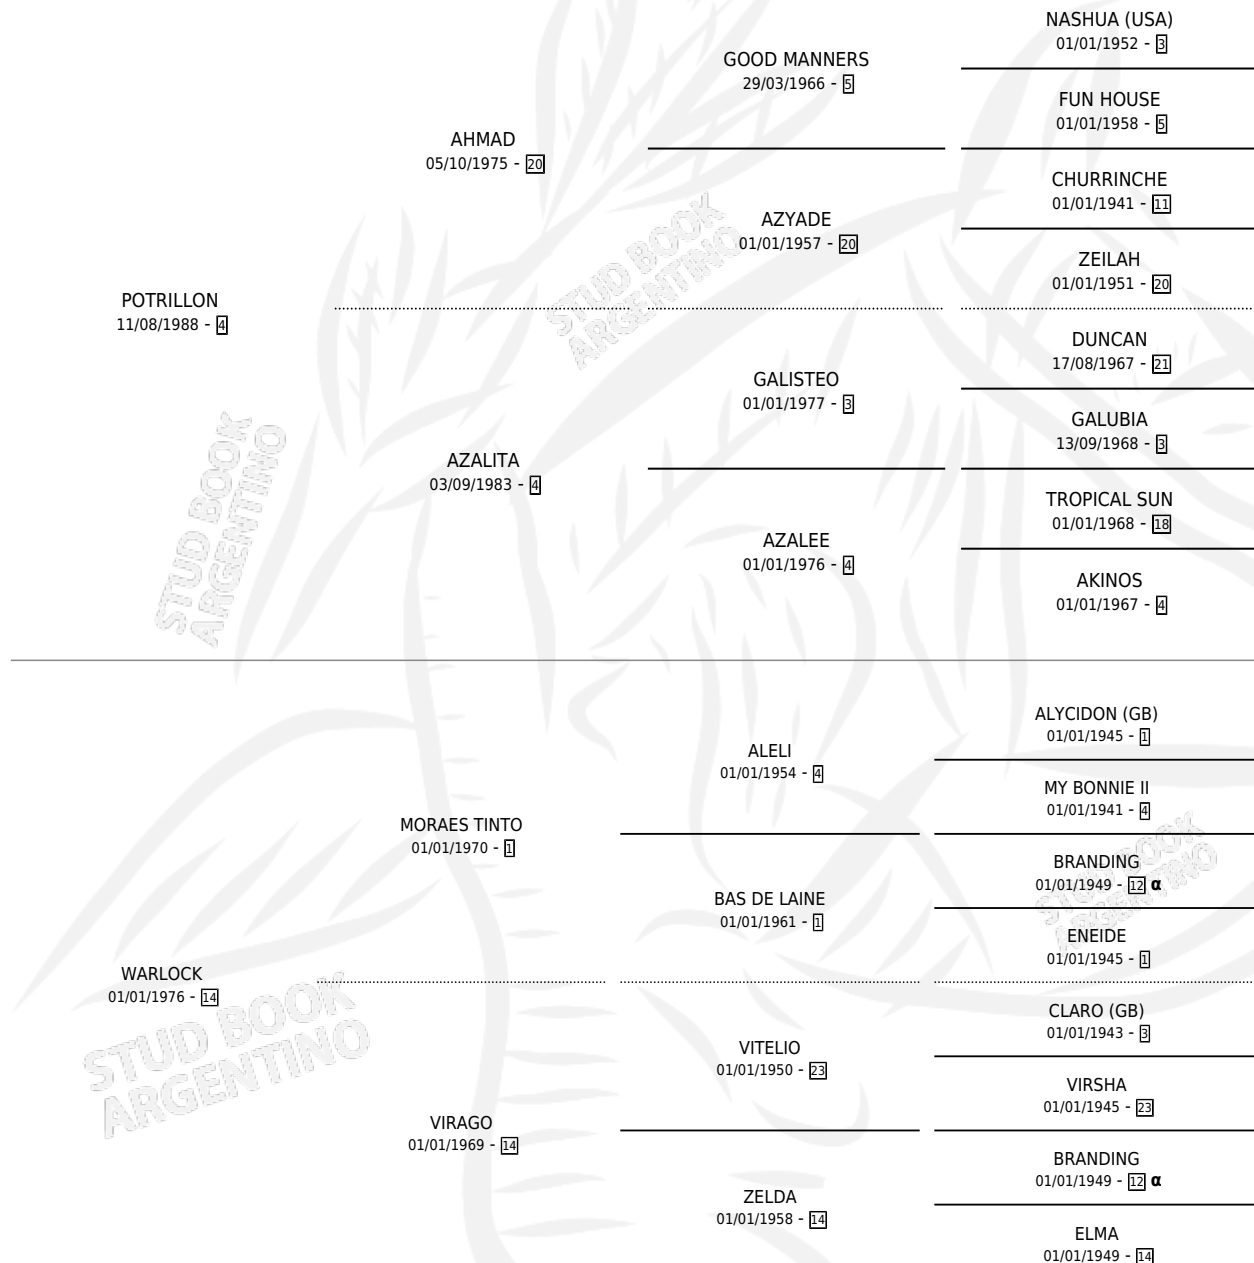 NASHUA (USA)
01/01/1952 - 3
GOOD MANNERS
29/03/1966 - 5
FUN HOUSE
01/01/1958 - 5
AHMAD
05/10/1975 - 20
CHURRINCHE
01/01/1941 - 11
AZYADE
01/01/1957 - 20
ZEILAH
01/01/1951 - 20
POTRILLON
11/08/1988 - 4
DUNCAN
17/08/1967 - 21
GALISTEO
01/01/1977 - 3
GALUBIA
13/09/1968 - 3
AZALITA
03/09/1983 - 4
TROPICAL SUN
01/01/1968 - 18
AZALEE
01/01/1976 - 4
AKINOS
01/01/1967 - 4
STUD BOOK
ARGENTINO
STUD BOOK
ARGENTINO
ALYCIDON (GB)
01/01/1945 - 1
ALELI
01/01/1954 - 4
MY BONNIE II
01/01/1941 - 4
MORAES TINTO
01/01/1970 - 1
BRANDING
01/01/1949 - 12 α
BAS DE LAINE
01/01/1961 - 1
ENEIDE
01/01/1945 - 1
STUD BOOK
ARGENTINO
WARLOCK
01/01/1976 - 14
CLARO (GB)
01/01/1943 - 3
VITELIO
01/01/1950 - 23
VIRSHA
01/01/1945 - 23
STUD BOOK
ARGENTINO
VIRAGO
01/01/1969 - 14
BRANDING
01/01/1949 - 12 α
ZELDA
01/01/1958 - 14
ELMA
01/01/1949 - 14